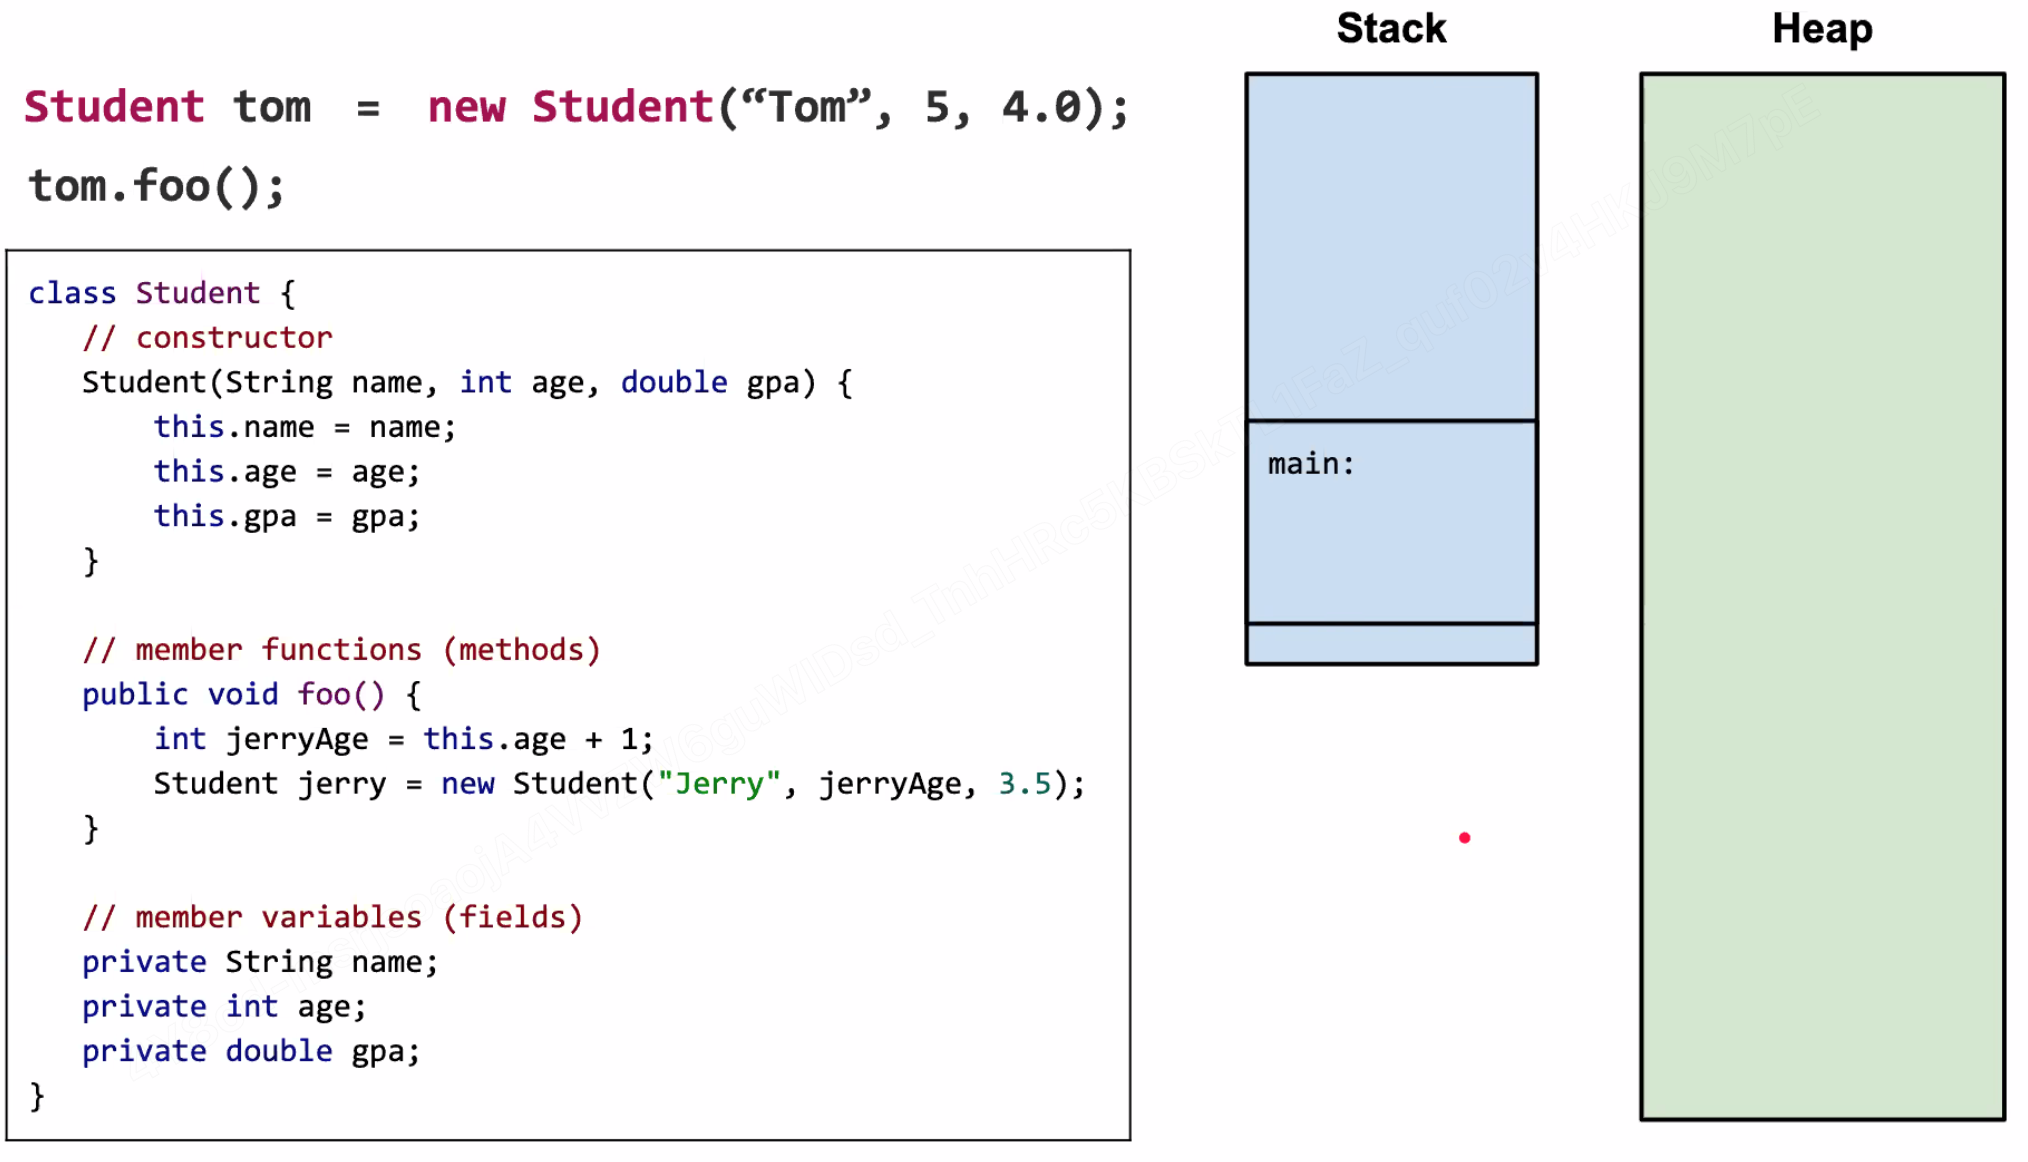 Student tom = new Student(“Tom”, 5, 4.0);
tom.foo();
class Student {
// constructor
Student(String name, int age, double gpa) {
this.name = name;
this.age = age;
this.gpa = gpa;
}
// member functions (methods)
public void foo() {
int jerryAge = this.age + 1;
Student jerry = new Student("Jerry", jerryAge, 3.5);
}
// member variables (fields)
private String name;
private int age;
private double gpa;
}
Stack
main:
Heap